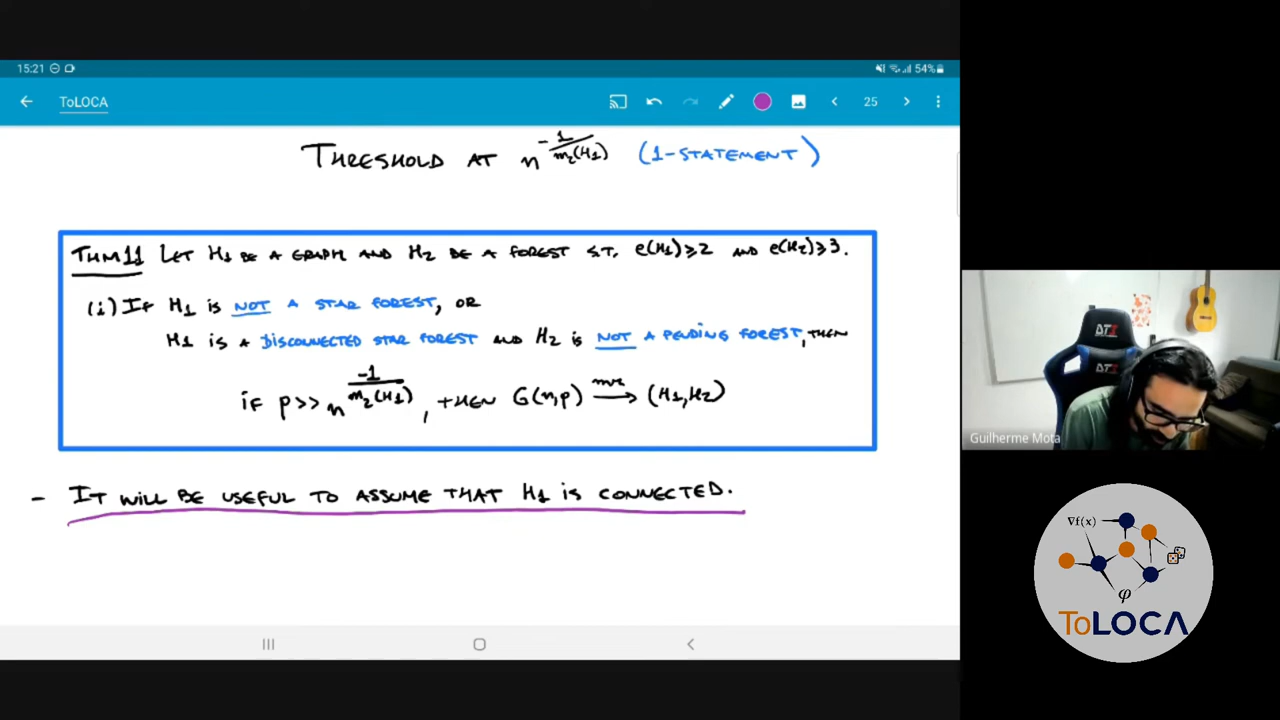 15:21 54%
ToLOCA 25
THRESHOLD AT n^{-1/m₂(H1)} (1-STATEMENT)
THM11 LET H1 BE A GRAPH AND H2 BE A FOREST S.T. e(H1)≥2 AND e(H2)≥3.
(i) IF H1 IS NOT A STAR FOREST, OR
H1 IS A DISCONNECTED STAR FOREST AND H2 IS NOT A PENDING FOREST, THEN
IF p>> n^{-1/m₂(H1)}, THEN G(n,p) → (H1,H2)
- IT WILL BE USEFUL TO ASSUME THAT H1 IS CONNECTED.
DTI
DTI
Guilherme Mota
∇f(x)
φ
ToLOCA